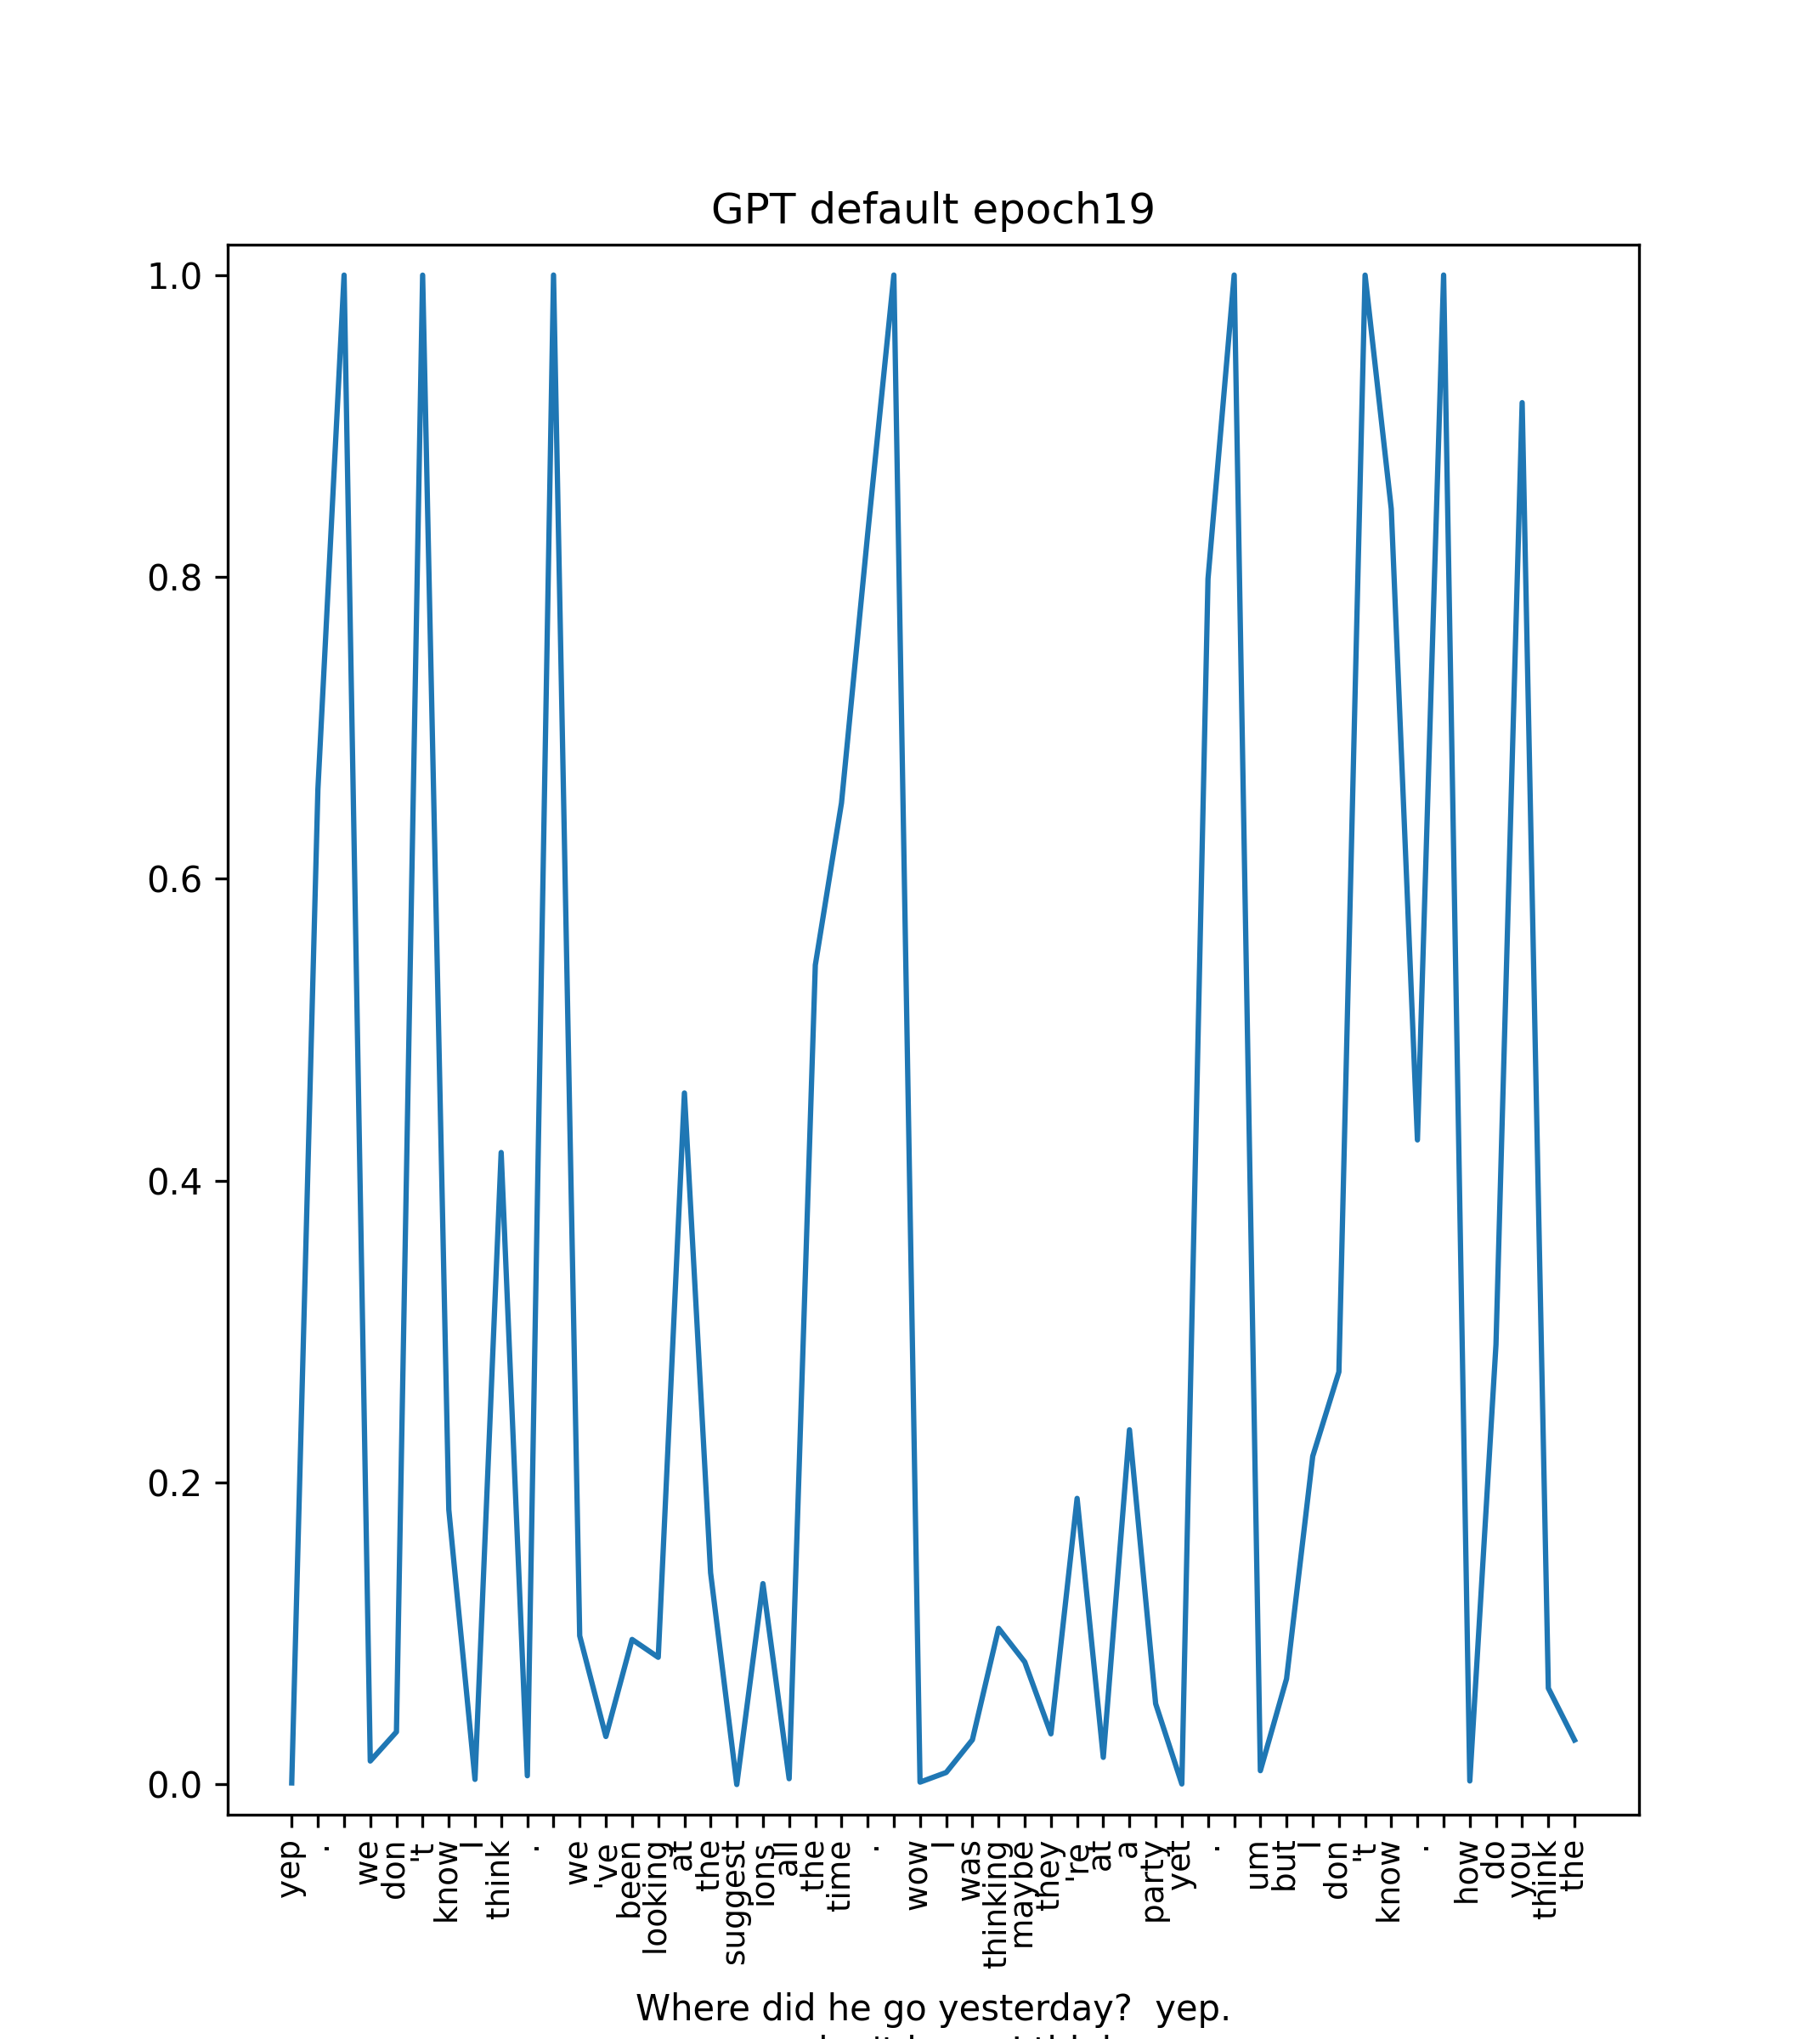 GPT default epoch19
1.0
0.8
0.6
0.4
0.2
0.0
yep
.
we
don
't
know
I
think
.
we
've
been
looking
at
the
suggest
ions
all
the
time
.
wow
I
was
thinking
maybe
they
're
at
a
party
yet
.
um
but
I
don
't
know
.
how
do
you
think
the
Where did he go yesterday?  yep.